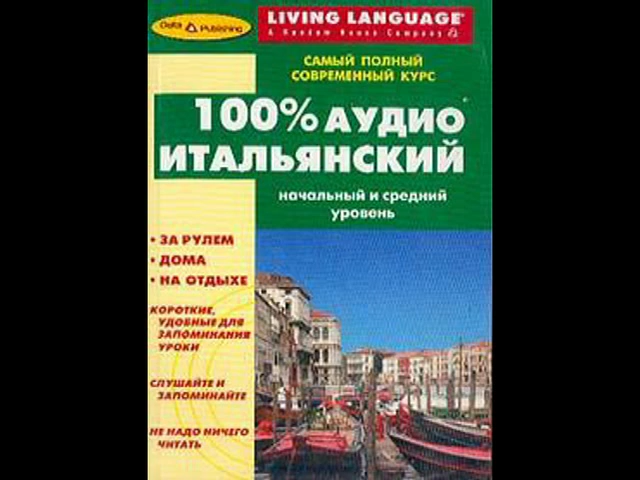 Delta Publishing
LIVING LANGUAGE®
A Random House Company
САМЫЙ ПОЛНЫЙ
СОВРЕМЕННЫЙ КУРС
100% АУДИО
ИТАЛЬЯНСКИЙ
начальный и средний
уровень
• ЗА РУЛЕМ
• ДОМА
• НА ОТДЫХЕ
КОРОТКИЕ,
УДОБНЫЕ ДЛЯ
ЗАПОМИНАНИЯ
УРОКИ
СЛУШАЙТЕ И
ЗАПОМИНАЙТЕ
НЕ НАДО НИЧЕГО
ЧИТАТЬ